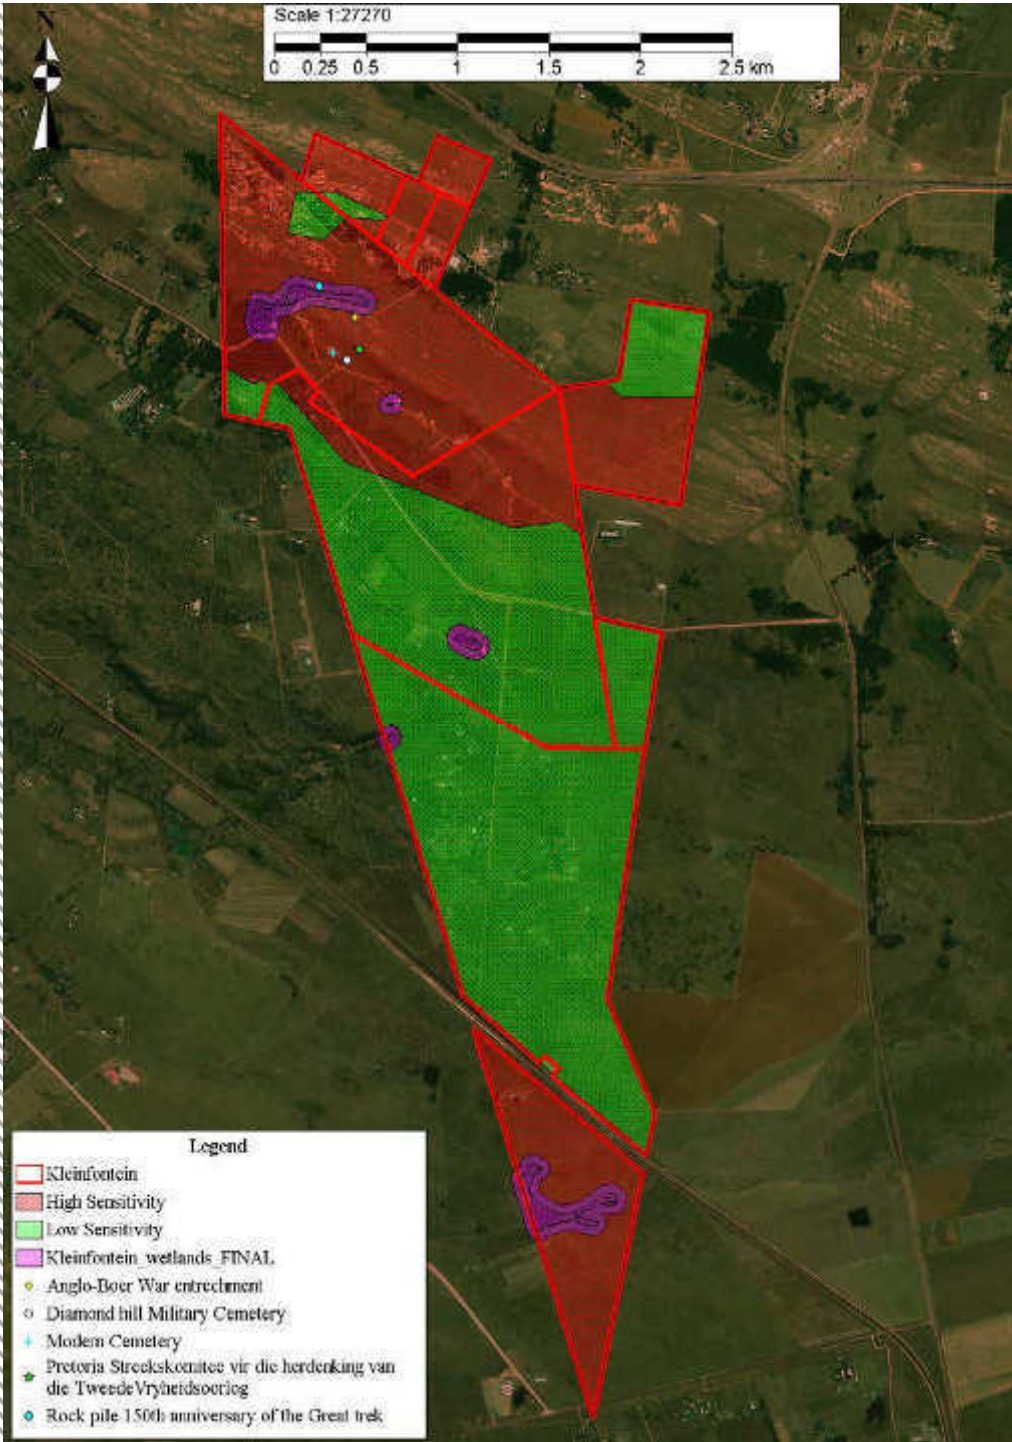 Scale 1:27270
N
0 0.25 0.5 1 1.5 2 2.5 km
Legend
Kleinfontein
High Sensitivity
Low Sensitivity
Kleinfontein_wetlands_FINAL
Anglo-Boer War entrechment
Diamond hill Military Cemetery
Modern Cemetery
Pretoria Streekskomitee vir die herdenking van
die TweedeVryheidsoorlog
Rock pile 150th anniversary of the Great trek